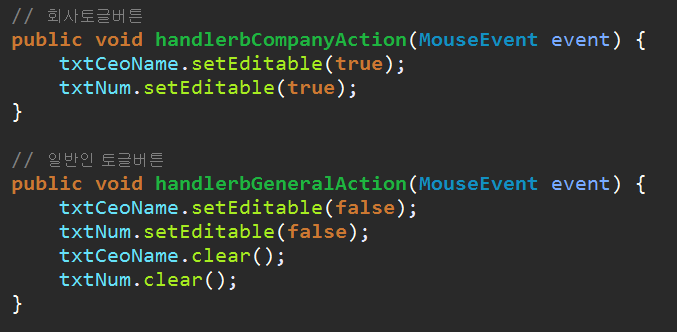 // 회사토글버튼
public void handlerbCompanyAction(MouseEvent event) {
    txtCeoName.setEditable(true);
    txtNum.setEditable(true);
}

// 일반인 토글버튼
public void handlerbGeneralAction(MouseEvent event) {
    txtCeoName.setEditable(false);
    txtNum.setEditable(false);
    txtCeoName.clear();
    txtNum.clear();
}